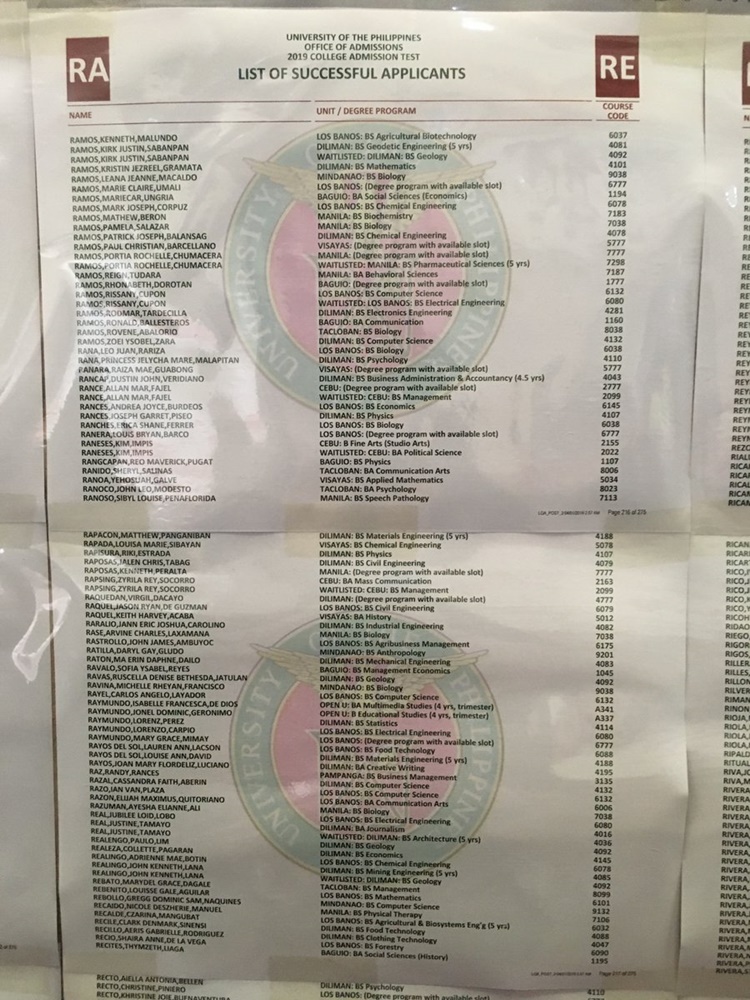 RA
UNIVERSITY OF THE PHILIPPINES
OFFICE OF ADMISSIONS
2019 COLLEGE ADMISSION TEST
LIST OF SUCCESSFUL APPLICANTS
RE
NAME UNIT / DEGREE PROGRAM COURSE CODE
RAMOS,KENNETH,MALUNDO LOS BANOS: BS Agricultural Biotechnology 6037
RAMOS,KIRK JUSTIN,SABANPAN DILIMAN: BS Geodetic Engineering (5 yrs) 4081
RAMOS,KIRK JUSTIN,SABANPAN WAITLISTED: DILIMAN: BS Geology 4092
RAMOS,KRISTIN JEZREEL,GRAMATA DILIMAN: BS Mathematics 4101
RAMOS,LEANA JEANNE,MACALDO MINDANAO: BS Biology 9038
RAMOS,MARIE CLAIRE,UMALI LOS BANOS: (Degree program with available slot) 6777
RAMOS,MARIECAR,UNGRIA BAGUIO: BA Social Sciences (Economics) 1194
RAMOS,MARK JOSEPH,CORPUZ LOS BANOS: BS Chemical Engineering 6078
RAMOS,MATHEW,BERON MANILA: BS Biochemistry 7183
RAMOS,PAMELA,SALAZAR MANILA: BS Biology 7038
RAMOS,PATRICK JOSEPH,BALANSAG DILIMAN: BS Chemical Engineering 4078
RAMOS,PAUL CHRISTIAN,BARCELLANO VISAYAS: (Degree program with available slot) 5777
RAMOS,PORTIA ROCHELLE,CHUMACERA MANILA: (Degree program with available slot) 7777
RAMOS,PORTIA ROCHELLE,CHUMACERA WAITLISTED: MANILA: BS Pharmaceutical Sciences (5 yrs) 7298
RAMOS,REIGN,TUDARA MANILA: BA Behavioral Sciences 7187
RAMOS,RHONABETH,DOROTAN BAGUIO: (Degree program with available slot) 1777
RAMOS,RISSANY,CUPON LOS BANOS: BS Computer Science 6132
RAMOS,RISSANY,CUPON WAITLISTED: LOS BANOS: BS Electrical Engineering 6080
RAMOS,RODMAR,TARDECILLA DILIMAN: BS Electronics Engineering 4281
RAMOS,RONALD,BALLESTEROS BAGUIO: BA Communication 1160
RAMOS,ROVENE,ABALORIO TACLOBAN: BS Biology 8038
RAMOS,ZOEI YSOBEL,ZARA DILIMAN: BS Computer Science 4132
RANA,LEO JUAN,RARIZA LOS BANOS: BS Biology 6038
RANA,PRINCESS JELYCHA MARE,MALAPITAN DILIMAN: BS Psychology 4110
RANARA,RAIZA MAE,GUABONG VISAYAS: (Degree program with available slot) 5777
RANCAP,DUSTIN JOHN,VERIDIANO DILIMAN: BS Business Administration & Accountancy (4.5 yrs) 4043
RANCE,ALLAN MAR,FAJEL CEBU: (Degree program with available slot) 2777
RANCE,ALLAN MAR,FAJEL WAITLISTED: CEBU: BS Management 2099
RANCES,ANDREA JOYCE,BURDEOS LOS BANOS: BS Economics 6145
RANCES,JOSEPH GARRET,PISEO DILIMAN: BS Physics 4107
RANCHES,ERICA SHANE,FERRER LOS BANOS: BS Biology 6038
RANERA,LOUIS BRYAN,BARCO LOS BANOS: (Degree program with available slot) 6777
RANESES,KIM,IMPIS CEBU: B Fine Arts (Studio Arts) 2155
RANESES,KIM,IMPIS WAITLISTED: CEBU: BA Political Science 2022
RANGCAPAN,REO MAVERICK,PUGAT BAGUIO: BS Physics 1107
RANIDO,SHERYL,SALINAS TACLOBAN: BA Communication Arts 8006
RANOA,YEHOSUAH,GALVE VISAYAS: BS Applied Mathematics 5034
RANOCO,JOHN LEO,MODESTO TACLOBAN: BA Psychology 8023
RANOSO,SIBYL LOUISE,PENAFLORIDA MANILA: BS Speech Pathology 7113
Page 216 of 275
RAPACON,MATTHEW,PANGANIBAN DILIMAN: BS Materials Engineering (5 yrs) 4188
RAPADA,LOUISA MARIE,SIBAYAN VISAYAS: BS Chemical Engineering 5078
RAPISURA,RIKI,ESTRADA DILIMAN: BS Physics 4107
RAPOSAS,JALEN CHRIS,TABAG DILIMAN: BS Civil Engineering 4079
RAPOSAS,KENNETH,PERALTA MANILA: (Degree program with available slot) 7777
RAPSING,ZYRILA REY,SOCORRO CEBU: BA Mass Communication 2163
RAPSING,ZYRILA REY,SOCORRO WAITLISTED: CEBU: BS Management 2099
RAQUEDAN,VIRGIL,DACAYO DILIMAN: (Degree program with available slot) 4777
RAQUEL,JASON RYAN,DE GUZMAN LOS BANOS: BS Civil Engineering 6079
RAQUEL,KEITH HARVEY,ACABA VISAYAS: BA History 5012
RARALIO,JANN ERIC JOSHUA,CAROLINO DILIMAN: BS Industrial Engineering 4082
RASE,ARVINE CHARLES,LAXAMANA MANILA: BS Biology 7038
RASTROLLO,JOHN JAMES,AMBUYOC LOS BANOS: BS Agribusiness Management 6175
RATILLA,DARYL GAY,GLUDO MINDANAO: BS Anthropology 9201
RATON,MA ERIN DAPHNE,DAILO DILIMAN: BS Mechanical Engineering 4083
RAVALO,SOFIA YSABEL,REYES BAGUIO: BS Management Economics 1045
RAVAS,RUSCELLA DENISE BETHESDA,JATULAN DILIMAN: BS Geology 4092
RAVINA,MICHELLE RHEYAN,FRANCISCO MINDANAO: BS Biology 9038
RAYEL,CARLOS ANGELO,LAYADOR LOS BANOS: BS Computer Science 6132
RAYMUNDO,ISABELLE FRANCESCA,DE DIOS OPEN U: BA Multimedia Studies (4 yrs, trimester) A341
RAYMUNDO,JONEL DOMINIC,GERONIMO OPEN U: B Educational Studies (4 yrs, trimester) A337
RAYMUNDO,LORENZ,PEREZ DILIMAN: BS Statistics 4114
RAYMUNDO,LORENZO,CARPIO LOS BANOS: BS Electrical Engineering 6080
RAYMUNDO,MARY GRACE,MIMAY LOS BANOS: (Degree program with available slot) 6777
RAYOS DEL SOL,LAUREN ANN,LACSON LOS BANOS: BS Food Technology 6088
RAYOS DEL SOL,LOUISE ANN,DAVID DILIMAN: BS Materials Engineering (5 yrs) 4188
RAYOS,JOAN MARY FLORDELIZ,LUCIANO DILIMAN: BA Creative Writing 4195
RAZ,RANDY,RANCES PAMPANGA: BS Business Management 3135
RAZAL,CASSANDRA FAITH,ABERIN DILIMAN: BS Computer Science 4132
RAZO,IAN VAN,PLAZA LOS BANOS: BS Computer Science 6132
RAZON,ELIJAH MAXIMUS,QUITORIANO LOS BANOS: BA Communication Arts 6006
RAZUMAN,AYESHA ELIANNE,ALI MANILA: BS Biology 7038
REAL,JUBILEE LOID,LOBO LOS BANOS: BS Electrical Engineering 6080
REAL,JUSTINE,TAMAYO DILIMAN: BA Journalism 4016
REAL,JUSTINE,TAMAYO WAITLISTED: DILIMAN: BS Architecture (5 yrs) 4036
REALENGO,PAULO,LIM DILIMAN: BS Geology 4092
REALEZA,COLLETTE,PAGARAN DILIMAN: BS Economics 4145
REALINGO,ADRIENNE MAE,BOTIN LOS BANOS: BS Chemical Engineering 6078
REALINGO,JOHN KENNETH,LANA DILIMAN: BS Mining Engineering (5 yrs) 4085
REALINGO,JOHN KENNETH,LANA WAITLISTED: DILIMAN: BS Geology 4092
REBATO,MARYDEL GRACE,DAGALE TACLOBAN: BS Management 8099
REBENITO,LOUISSE GALE,AGUILAR LOS BANOS: BS Mathematics 6101
REBOLLO,GREGG DOMINIC SAM,NAQUINES MINDANAO: BS Computer Science 9132
RECAIDO,NICOLE DESZHERIE,MANUEL MANILA: BS Physical Therapy 7106
RECALDE,CZARINA,MANGUBAT LOS BANOS: BS Agricultural & Biosystems Eng'g (5 yrs) 6032
RECILE,CLARK DENMARK,SINENSI DILIMAN: BS Clothing Technology 4088
RECILLO,AERIS GABRIELLE,RODRIGUEZ LOS BANOS: BS Forestry 6047
RECIO,SHAIRA ANNE,DE LA VEGA 6090
RECITES,THYMZETH,LIAGA BAGUIO: BA Social Sciences (History) 1195
Page 217 of 275
RECTO,AIELLA ANTONIA,BELLEN DILIMAN: BS Psychology 4110
RECTO,CHRISTINE,PINIERO LOS BANOS: (Degree program with available slot)